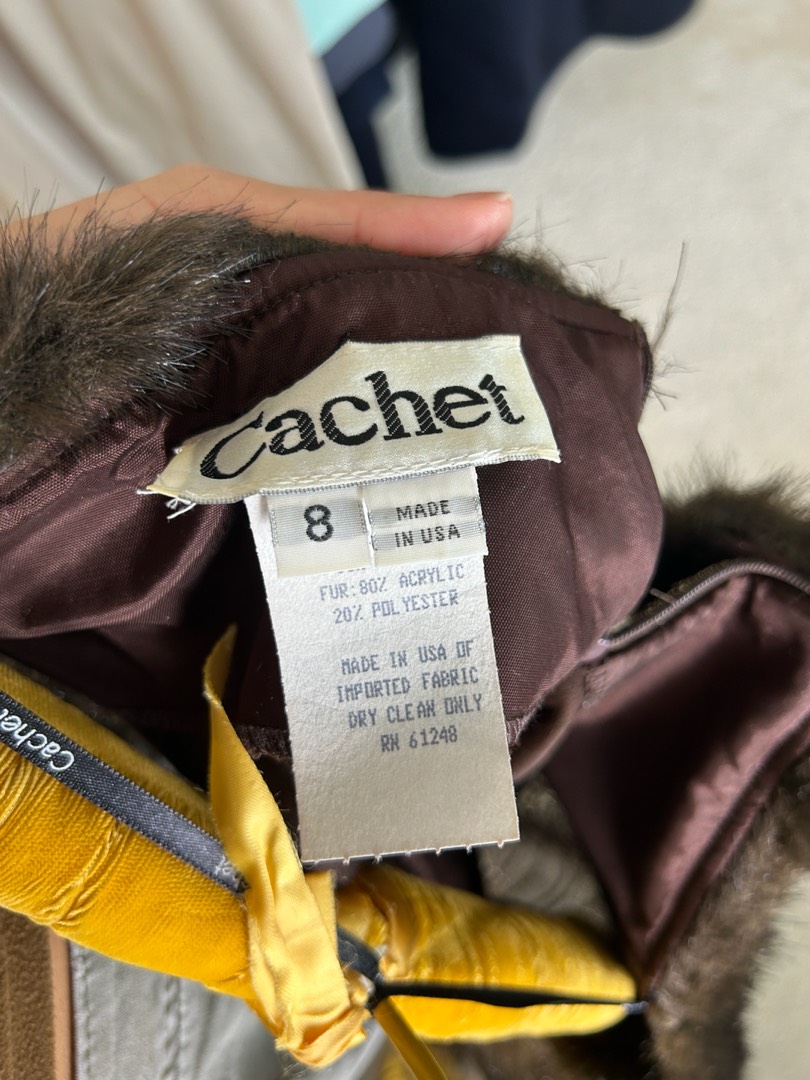 Cachet
8
MADE
IN USA
FUR:80% ACRYLIC
20% POLYESTER
MADE IN USA OF
IMPORTED FABRIC
DRY CLEAN ONLY
RN 61248
Cachet